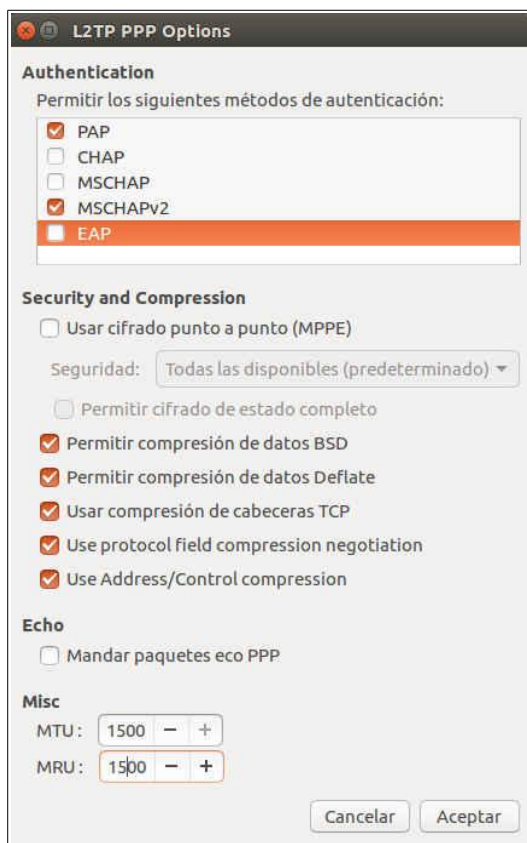 L2TP PPP Options
Authentication
Permitir los siguientes métodos de autenticación:
PAP
CHAP
MSCHAP
MSCHAPv2
EAP
Security and Compression
Usar cifrado punto a punto (MPPE)
Seguridad: Todas las disponibles (predeterminado)
Permitir cifrado de estado completo
Permitir compresión de datos BSD
Permitir compresión de datos Deflate
Usar compresión de cabeceras TCP
Use protocol field compression negotiation
Use Address/Control compression
Echo
Mandar paquetes eco PPP
Misc
MTU: 1500 − +
MRU: 1500 − +
Cancelar Aceptar